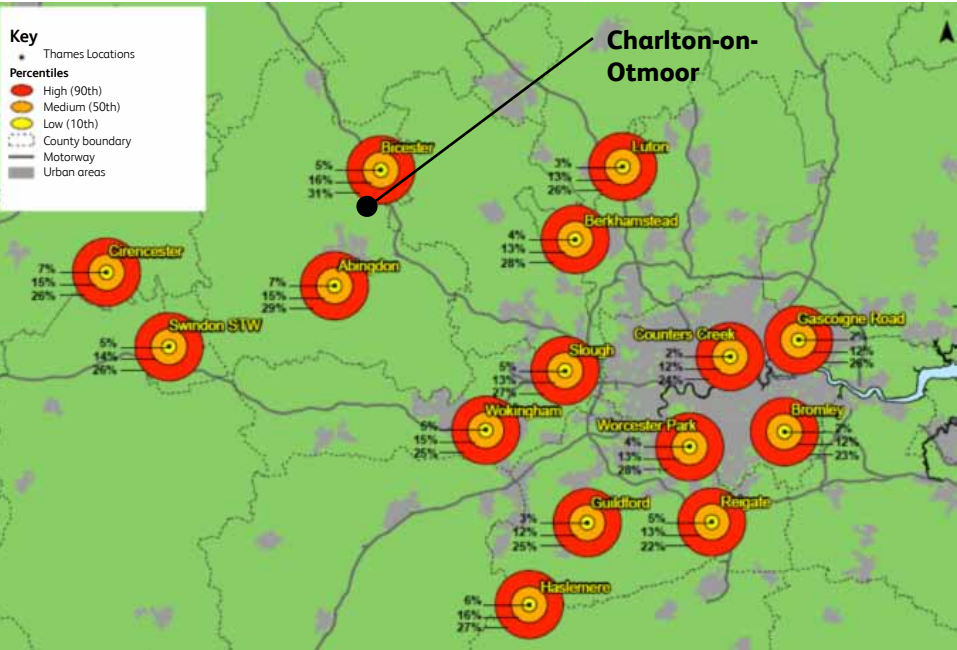 Key
Thames Locations
Percentiles
High (90th)
Medium (50th)
Low (10th)
County boundary
Motorway
Urban areas
Charlton-on-
Otmoor
Bicester
5%
16%
31%
Luton
3%
13%
26%
Berkhamstead
4%
13%
28%
Cirencester
7%
15%
26%
Abingdon
7%
15%
29%
Swindon STW
5%
14%
26%
Slough
5%
13%
27%
Counters Creek
2%
12%
24%
Gascoigne Road
2%
12%
26%
Wokingham
5%
15%
25%
Worcester Park
4%
13%
28%
Bromley
2%
12%
23%
Guildford
3%
12%
25%
Reigate
5%
13%
22%
Haslemere
6%
16%
27%